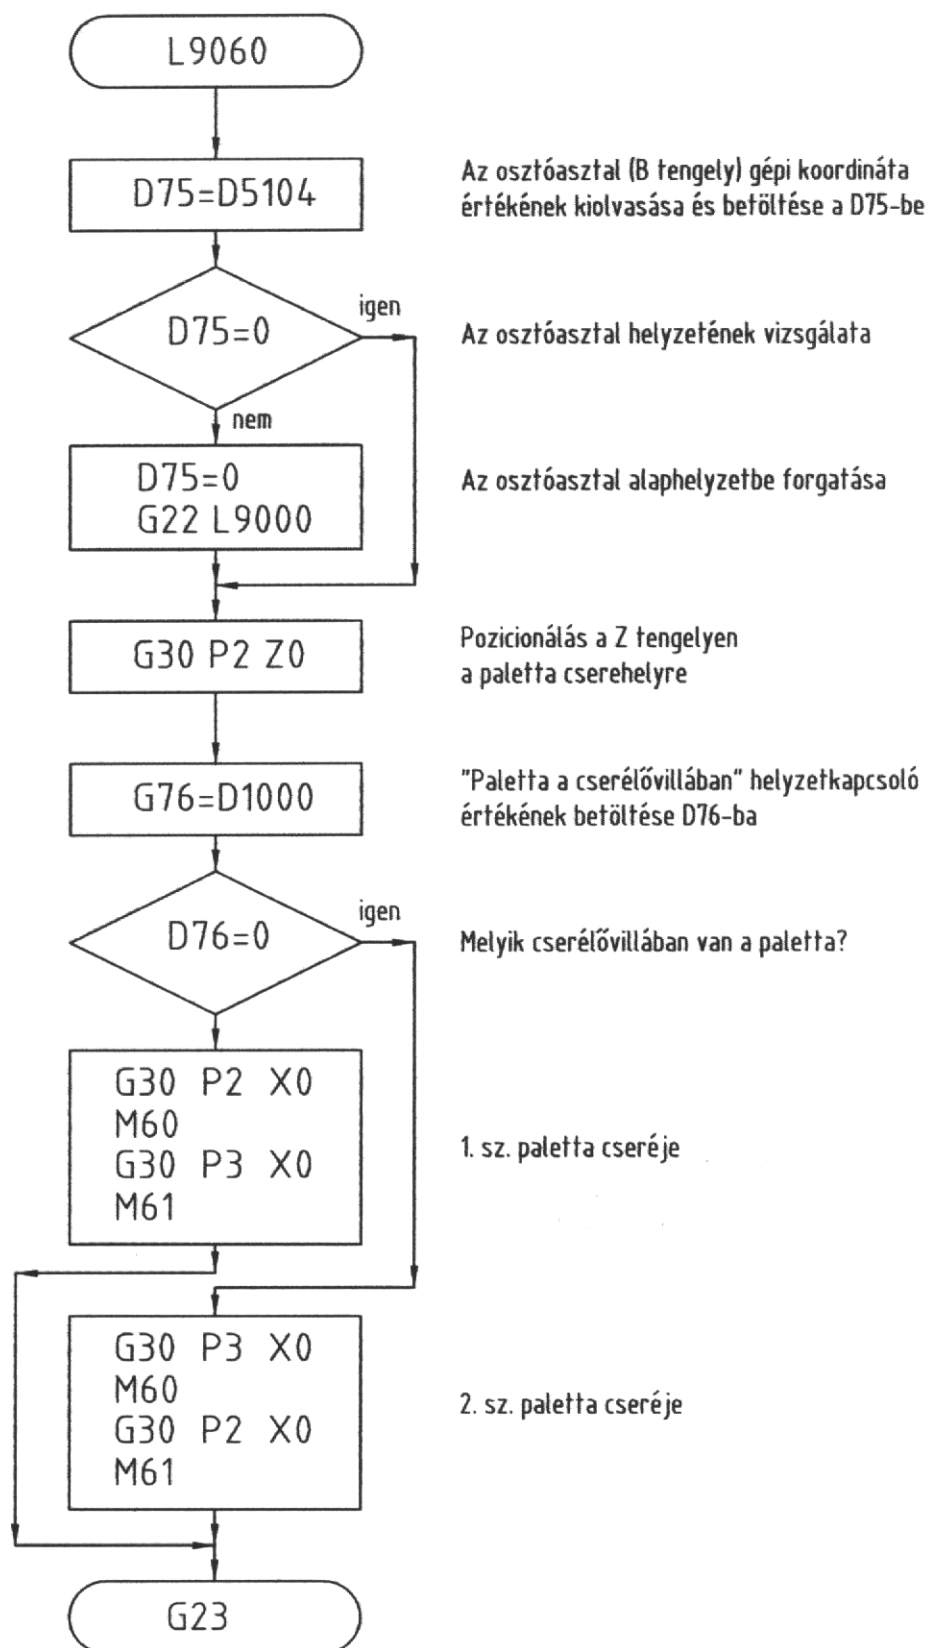 L9060
D75=D5104
Az osztóasztal (B tengely) gépi koordináta
értékének kiolvasása és betöltése a D75-be
D75=0
igen
Az osztóasztal helyzetének vizsgálata
nem
D75=0
G22 L9000
Az osztóasztal alaphelyzetbe forgatása
G30 P2 Z0
Pozicionálás a Z tengelyen
a paletta cserehelyre
G76=D1000
"Paletta a cserélővillában" helyzetkapcsoló
értékének betöltése D76-ba
D76=0
igen
Melyik cserélővillában van a paletta?
G30 P2 X0
M60
G30 P3 X0
M61
1. sz. paletta cseréje
G30 P3 X0
M60
G30 P2 X0
M61
2. sz. paletta cseréje
G23